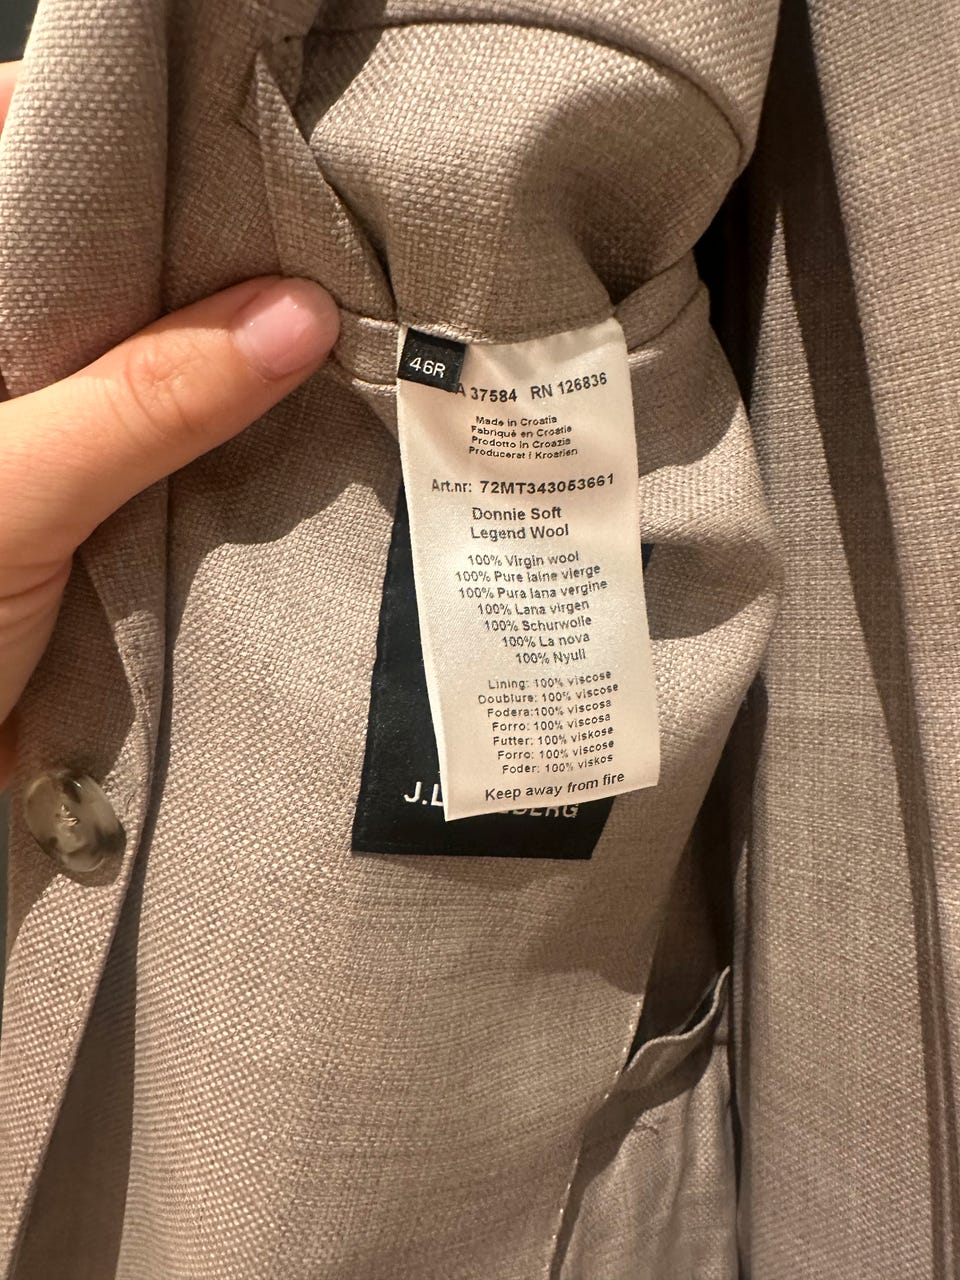 46R
A 37584 RN 126836
Made in Croatia
Fabriqué en Croatie
Prodotto in Croazia
Producerat i Kroatien
Art.nr: 72MT343053661
Donnie Soft
Legend Wool
100% Virgin wool
100% Pure laine vierge
100% Pura lana vergine
100% Lana virgen
100% Schurwolle
100% La nova
100% Nyull
Lining: 100% viscose
Doublure: 100% viscose
Fodera:100% viscosa
Forro: 100% viscosa
Futter: 100% viskose
Forro: 100% viscose
Foder: 100% viskos
Keep away from fire
J.L BERG